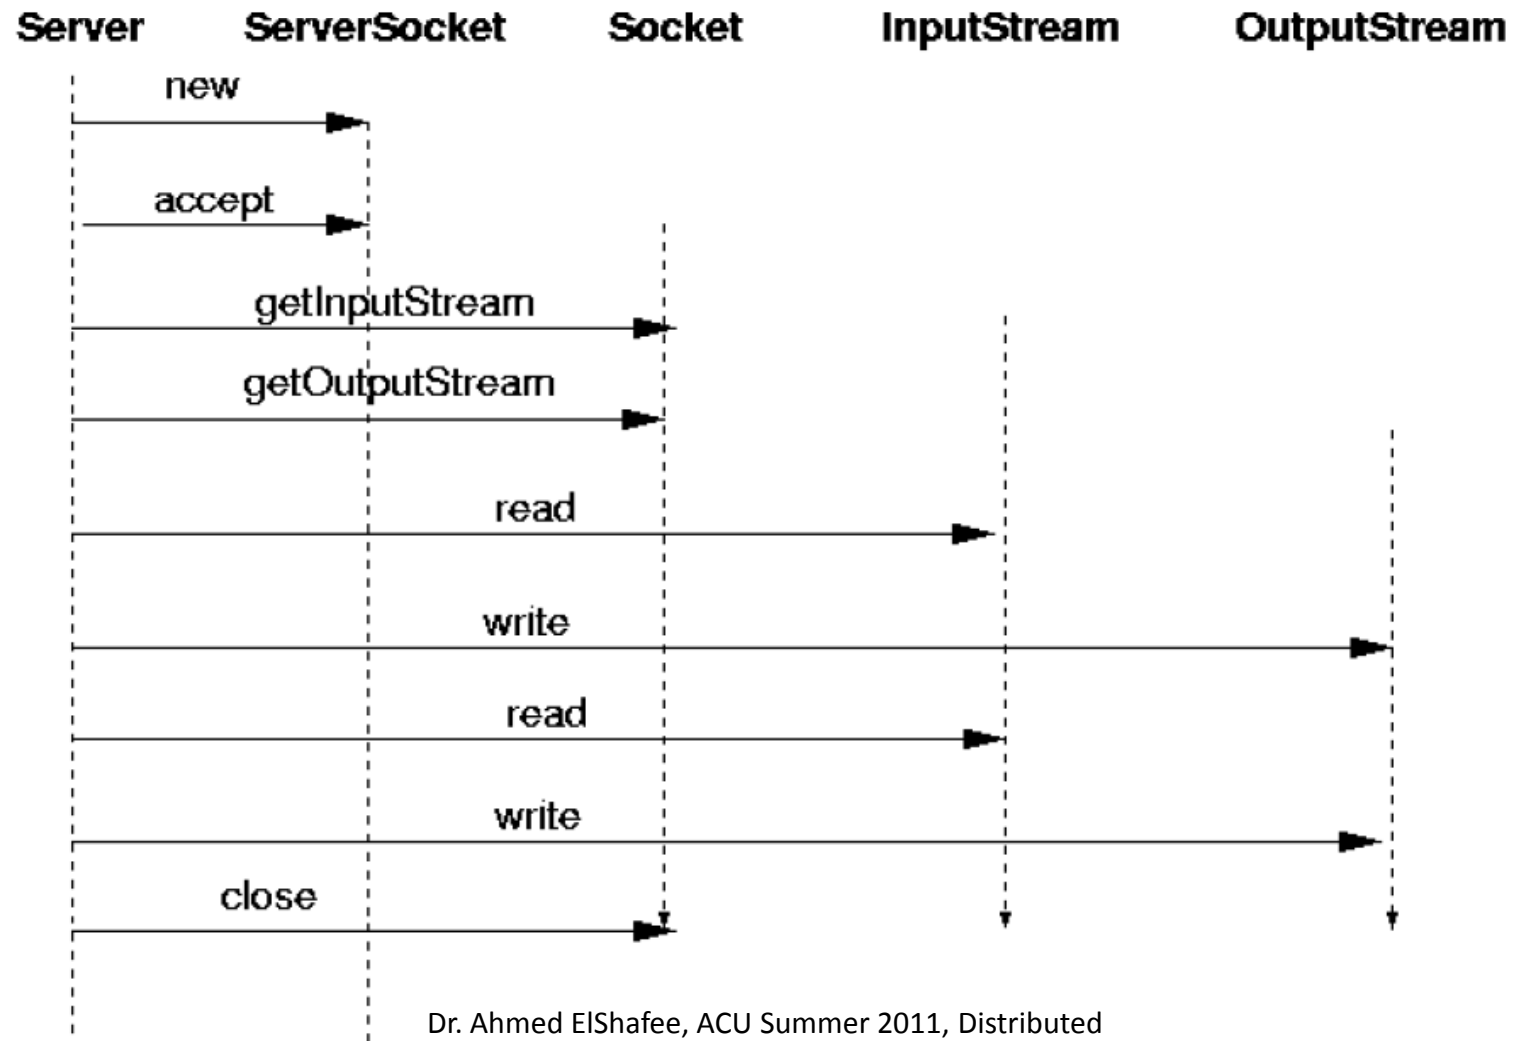 Server ServerSocket Socket InputStream OutputStream
new
accept
getInputStream
getOutputStream
read
write
read
write
close
Dr. Ahmed ElShafee, ACU Summer 2011, Distributed